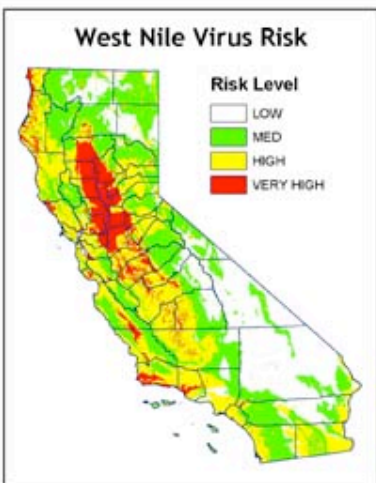 West Nile Virus Risk
Risk Level
LOW
MED
HIGH
VERY HIGH